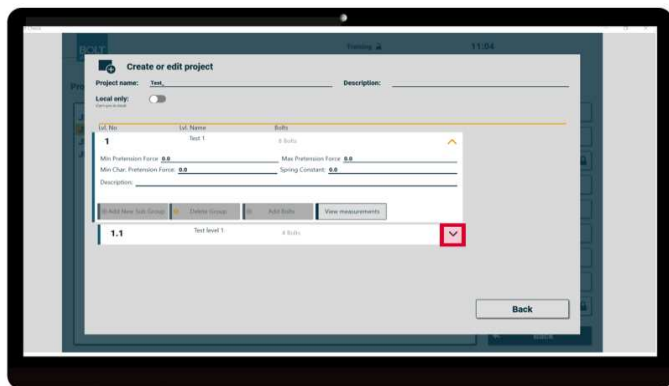 BOLT
Training
11:04
Create or edit project
Project name: Test_
Description:
Local only:
Lvl. No Lvl. Name Bolts
1 Test 1 8 Bolts
Min Pretension Force 0.0 Max Pretension Force 0.0
Min Char. Pretension Force: 0.0 Spring Constant: 0.0
Description:
Add New Sub Group Delete Group Add Bolts View measurements
1.1 Test level 1 4 Bolts
Back
BACK